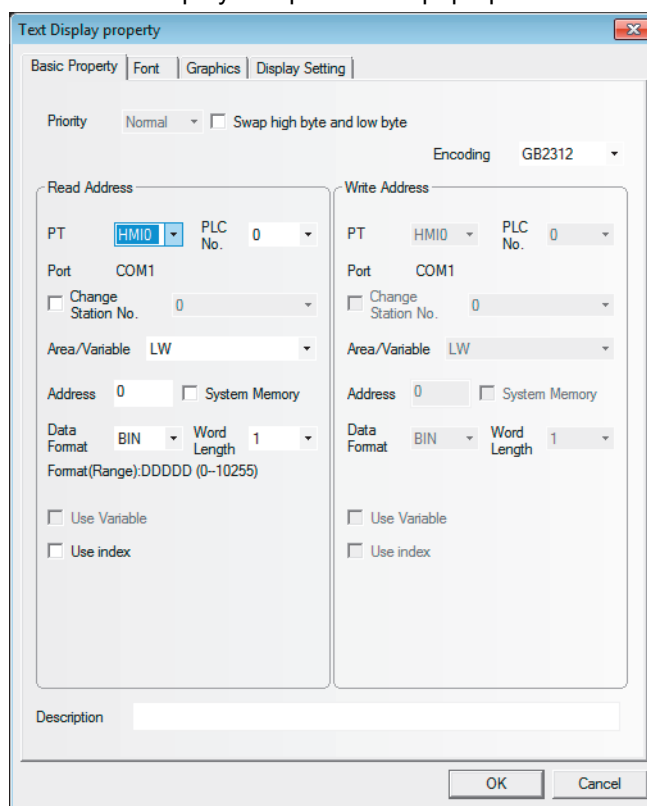 Text Display property
Basic Property Font Graphics Display Setting
Priority Normal Swap high byte and low byte
Encoding GB2312
Read Address
PT HMI0 PLC No. 0
Port COM1
Change Station No. 0
Area/Variable LW
Address 0 System Memory
Data Format BIN Word Length 1
Format(Range):DDDDD (0--10255)
Use Variable
Use index
Write Address
PT HMI0 PLC No. 0
Port COM1
Change Station No. 0
Area/Variable LW
Address 0 System Memory
Data Format BIN Word Length 1
Use Variable
Use index
Description
OK Cancel